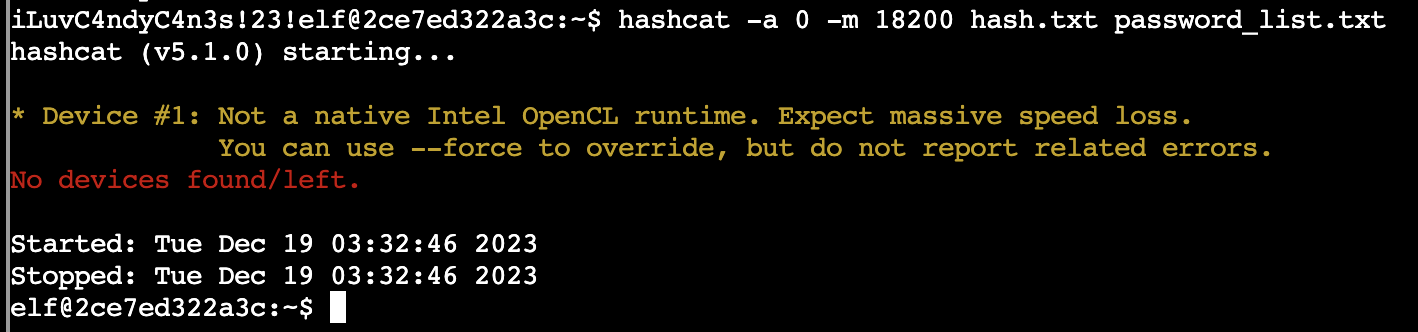 iLuvC4ndyC4n3s!23!elf@2ce7ed322a3c:~$ hashcat -a 0 -m 18200 hash.txt password_list.txt
hashcat (v5.1.0) starting...
* Device #1: Not a native Intel OpenCL runtime. Expect massive speed loss.
You can use --force to override, but do not report related errors.
No devices found/left.
Started: Tue Dec 19 03:32:46 2023
Stopped: Tue Dec 19 03:32:46 2023
elf@2ce7ed322a3c:~$